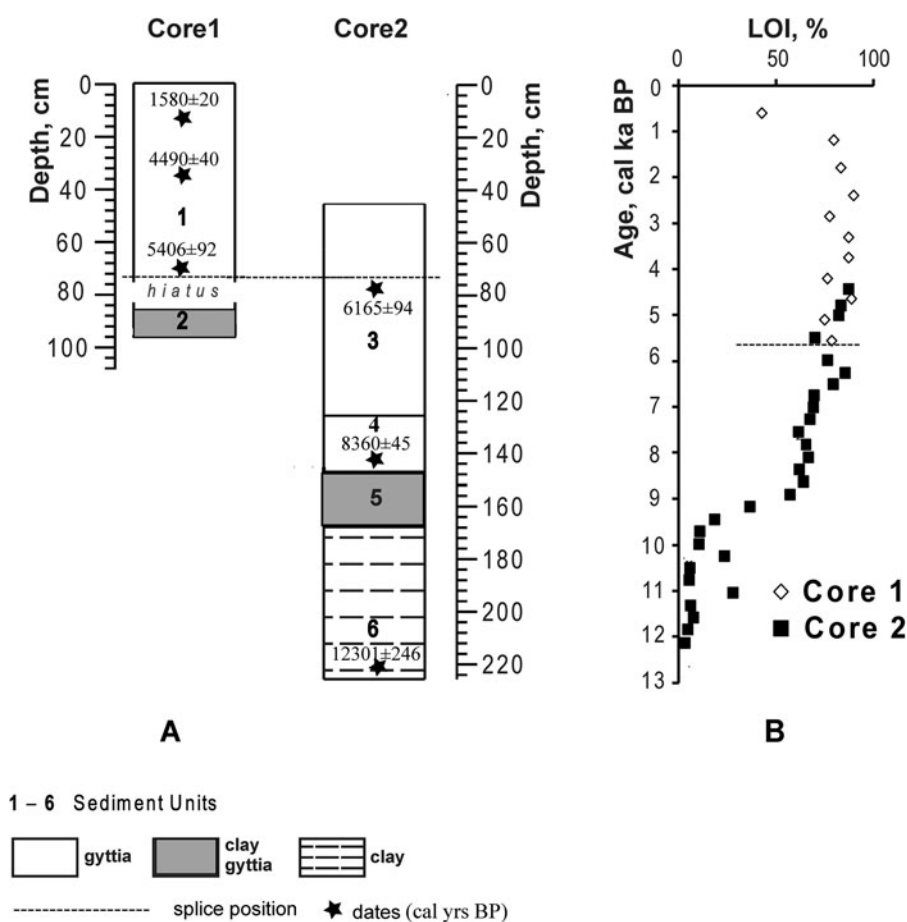 Core1
Core2
LOI, %
0 50 100
Depth, cm
0
20
40
60
80
100
1580±20
4490±40
1
5406±92
hiatus
2
6165±94
3
4
8360±45
5
6
12301±246
Depth, cm
0
20
40
60
80
100
120
140
160
180
200
220
Age, cal ka BP
0
1
2
3
4
5
6
7
8
9
10
11
12
13
Core 1
Core 2
A
B
1 – 6 Sediment Units
gyttia
clay
gyttia
clay
splice position
dates (cal yrs BP)